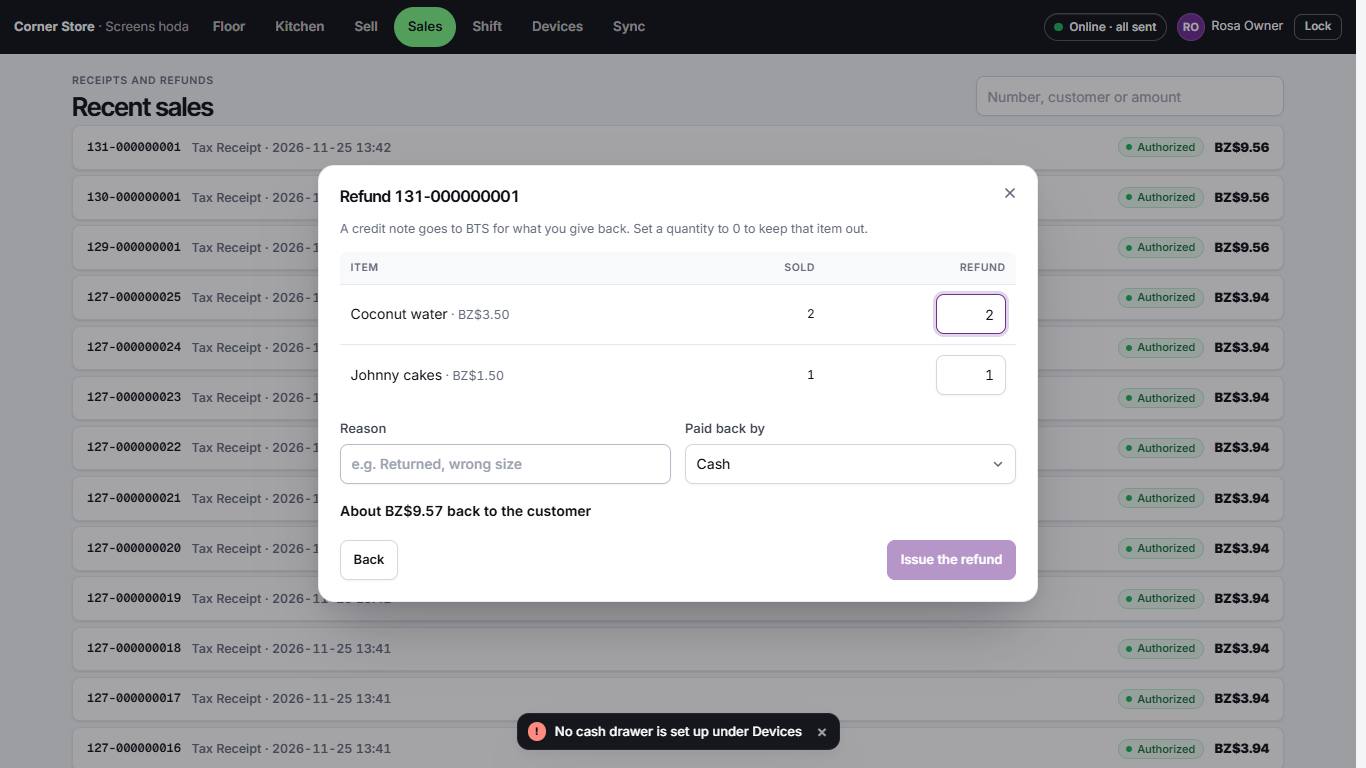 Corner Store · Screens hoda Floor Kitchen Sell Sales Shift Devices Sync Online · all sent RO Rosa Owner Lock
RECEIPTS AND REFUNDS
Recent sales
Number, customer or amount
131-000000001 Tax Receipt · 2026-11-25 13:42 Authorized BZ$9.56
130-000000001 Tax Receipt · 2026-1 Authorized BZ$9.56
129-000000001 Tax Receipt · 2026-1 Authorized BZ$9.56
127-000000025 Tax Receipt · 2026-1 Authorized BZ$3.94
127-000000024 Tax Receipt · 2026-1 Authorized BZ$3.94
127-000000023 Tax Receipt · 2026-1 Authorized BZ$3.94
127-000000022 Tax Receipt · 2026-1 Authorized BZ$3.94
127-000000021 Tax Receipt · 2026-1 Authorized BZ$3.94
127-000000020 Tax Receipt · 2026-1 Authorized BZ$3.94
127-000000019 Tax Receipt · 2026-1 Authorized BZ$3.94
127-000000018 Tax Receipt · 2026-11-25 13:41 Authorized BZ$3.94
127-000000017 Tax Receipt · 2026-11-25 13:41 Authorized BZ$3.94
127-000000016 Tax Receipt · 2026-11-25 13:41 Authorized BZ$3.94
Refund 131-000000001
A credit note goes to BTS for what you give back. Set a quantity to 0 to keep that item out.
ITEM SOLD REFUND
Coconut water · BZ$3.50 2 2
Johnny cakes · BZ$1.50 1 1
Reason Paid back by
e.g. Returned, wrong size Cash
About BZ$9.57 back to the customer
Back Issue the refund
! No cash drawer is set up under Devices